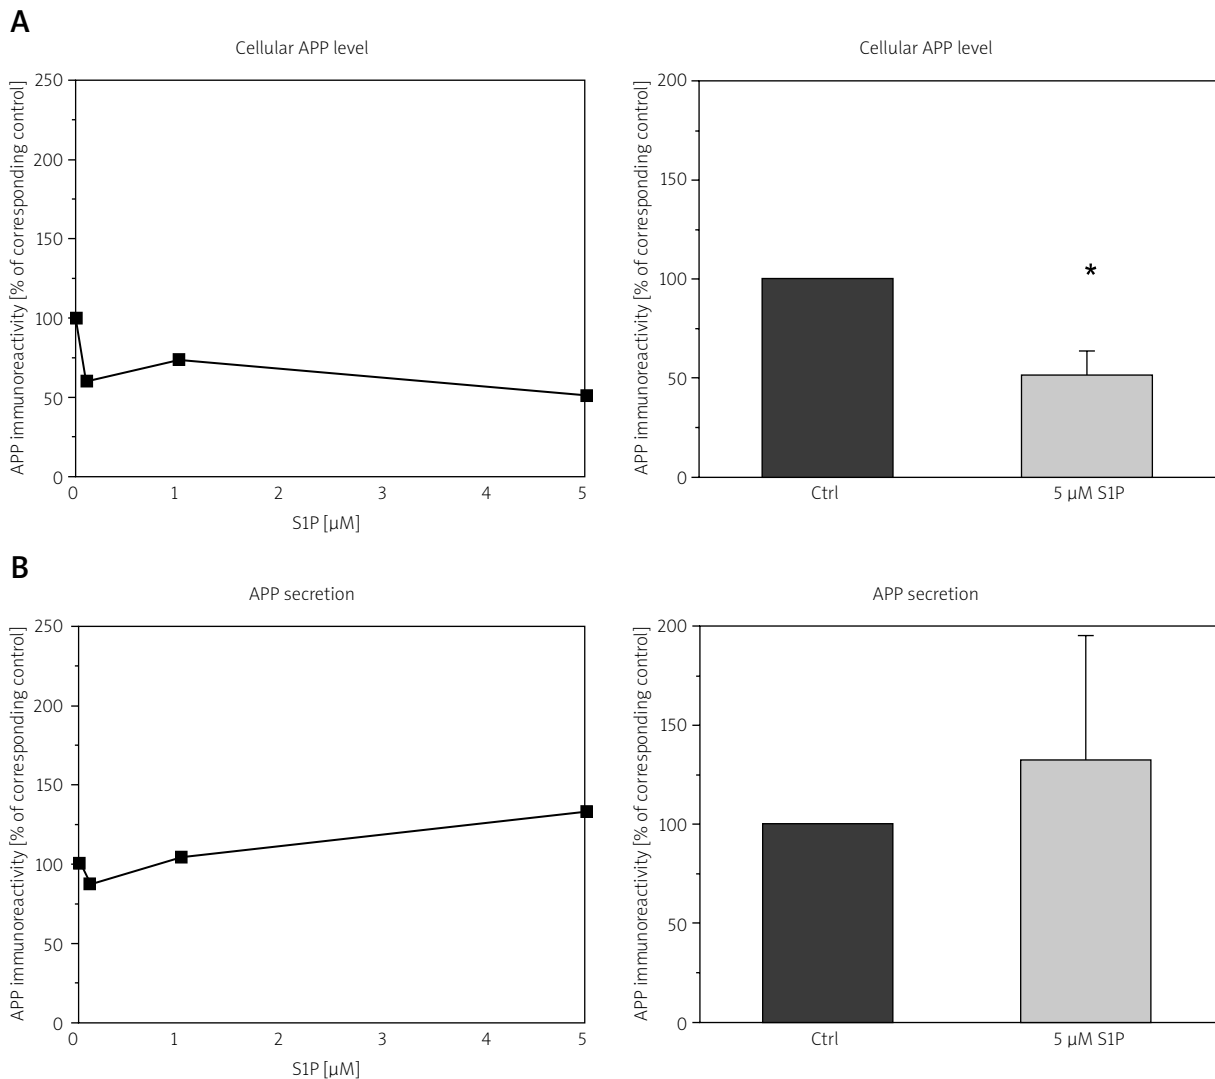 A
Cellular APP level
APP immunoreactivity [% of corresponding control]
250
200
150
100
50
0
0 1 2 3 4 5
S1P [µM]
Cellular APP level
APP immunoreactivity [% of corresponding control]
200
150
100
50
0
*
Ctrl 5 µM S1P
B
APP secretion
APP immunoreactivity [% of corresponding control]
250
200
150
100
50
0
0 1 2 3 4 5
S1P [µM]
APP secretion
APP immunoreactivity [% of corresponding control]
200
150
100
50
0
Ctrl 5 µM S1P